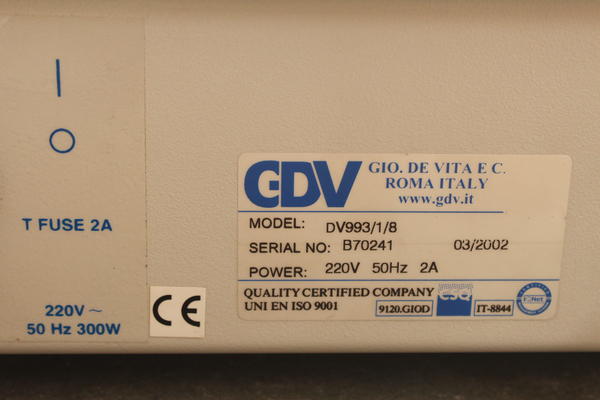 T FUSE 2A
220V ~
50 Hz 300W
CE
GDV
GIO. DE VITA E C.
ROMA ITALY
www.gdv.it
MODEL: DV993/1/8
SERIAL NO: B70241 03/2002
POWER: 220V 50Hz 2A
QUALITY CERTIFIED COMPANY
UNI EN ISO 9001
9120.GIOD
CSQ
IT-8844
IQNet